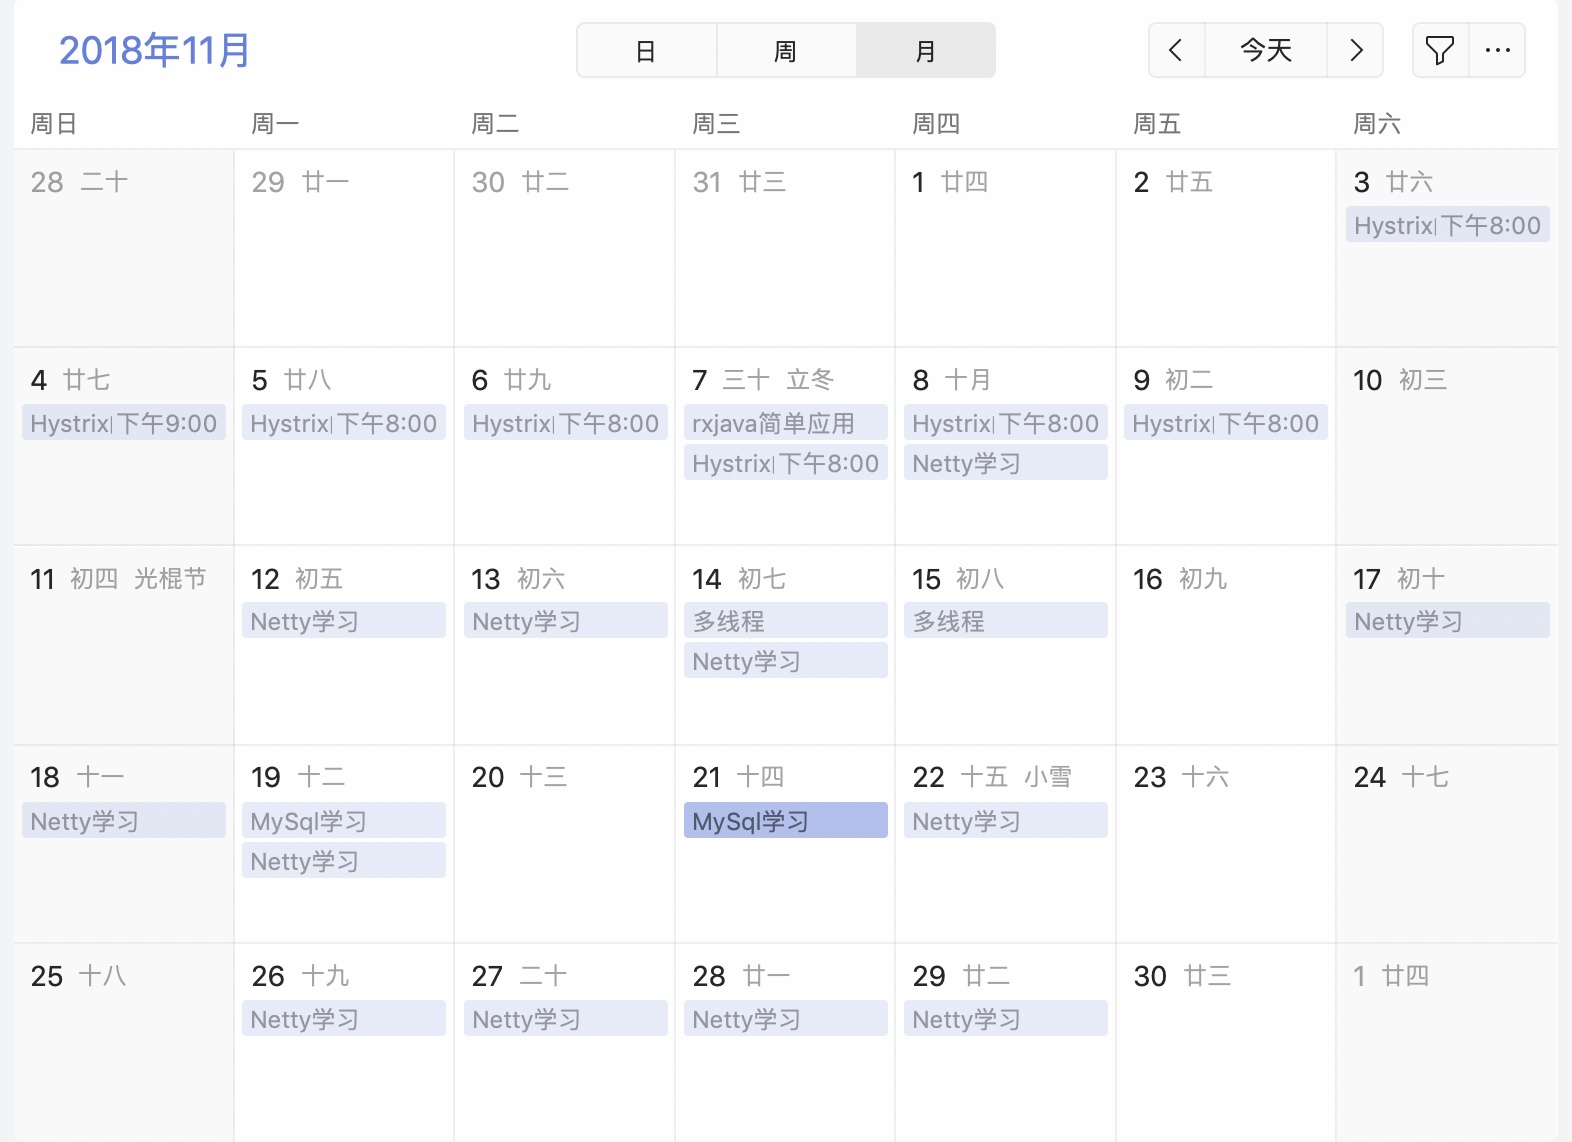 2018年11月
日 周 月
今天
周日 周一 周二 周三 周四 周五 周六
28 二十 29 廿一 30 廿二 31 廿三 1 廿四 2 廿五 3 廿六
Hystrix 下午8:00
4 廿七 5 廿八 6 廿九 7 三十 立冬 8 十月 9 初二 10 初三
Hystrix 下午9:00 Hystrix 下午8:00 Hystrix 下午8:00 rxjava简单应用 Hystrix 下午8:00 Hystrix 下午8:00
Hystrix 下午8:00 Netty学习
11 初四 光棍节 12 初五 13 初六 14 初七 15 初八 16 初九 17 初十
Netty学习 Netty学习 多线程 多线程 Netty学习
Netty学习
18 十一 19 十二 20 十三 21 十四 22 十五 小雪 23 十六 24 十七
Netty学习 MySql学习 MySql学习 Netty学习
Netty学习
25 十八 26 十九 27 二十 28 廿一 29 廿二 30 廿三 1 廿四
Netty学习 Netty学习 Netty学习 Netty学习